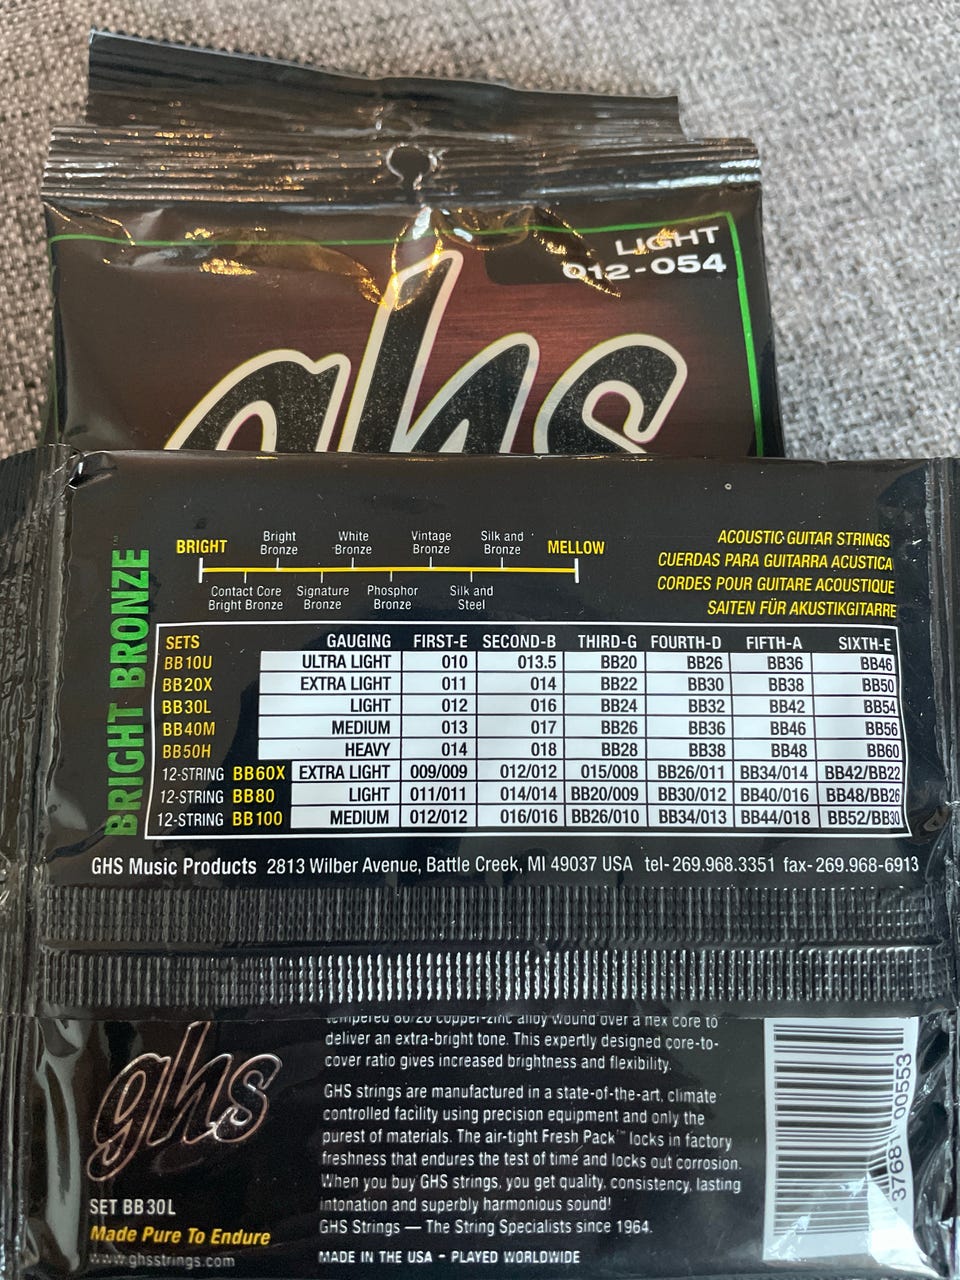 LIGHT
012-054
ghs
BRIGHT BRONZE™
BRIGHT
Bright Bronze
White Bronze
Vintage Bronze
Silk and Bronze
MELLOW
Contact Core Bright Bronze
Signature Bronze
Phosphor Bronze
Silk and Steel
ACOUSTIC GUITAR STRINGS
CUERDAS PARA GUITARRA ACUSTICA
CORDES POUR GUITARE ACOUSTIQUE
SAITEN FÜR AKUSTIKGITARRE
SETS GAUGING FIRST-E SECOND-B THIRD-G FOURTH-D FIFTH-A SIXTH-E
BB10U ULTRA LIGHT 010 013.5 BB20 BB26 BB36 BB46
BB20X EXTRA LIGHT 011 014 BB22 BB30 BB38 BB50
BB30L LIGHT 012 016 BB24 BB32 BB42 BB54
BB40M MEDIUM 013 017 BB26 BB36 BB46 BB56
BB50H HEAVY 014 018 BB28 BB38 BB48 BB60
12-STRING BB60X EXTRA LIGHT 009/009 012/012 015/008 BB26/011 BB34/014 BB42/BB22
12-STRING BB80 LIGHT 011/011 014/014 BB20/009 BB30/012 BB40/016 BB48/BB26
12-STRING BB100 MEDIUM 012/012 016/016 BB26/010 BB34/013 BB44/018 BB52/BB30
GHS Music Products 2813 Wilber Avenue, Battle Creek, MI 49037 USA tel-269.968.3351 fax-269.968-6913
tempered 80/20 copper-zinc alloy wound over a hex core to
deliver an extra-bright tone. This expertly designed core-to-
cover ratio gives increased brightness and flexibility.
GHS strings are manufactured in a state-of-the-art, climate
controlled facility using precision equipment and only the
purest of materials. The air-tight Fresh Pack™ locks in factory
freshness that endures the test of time and locks out corrosion.
When you buy GHS strings, you get quality, consistency, lasting
intonation and superbly harmonious sound!
GHS Strings — The String Specialists since 1964.
MADE IN THE USA - PLAYED WORLDWIDE
ghs
SET BB30L
Made Pure To Endure
www.ghsstrings.com
37681 00553